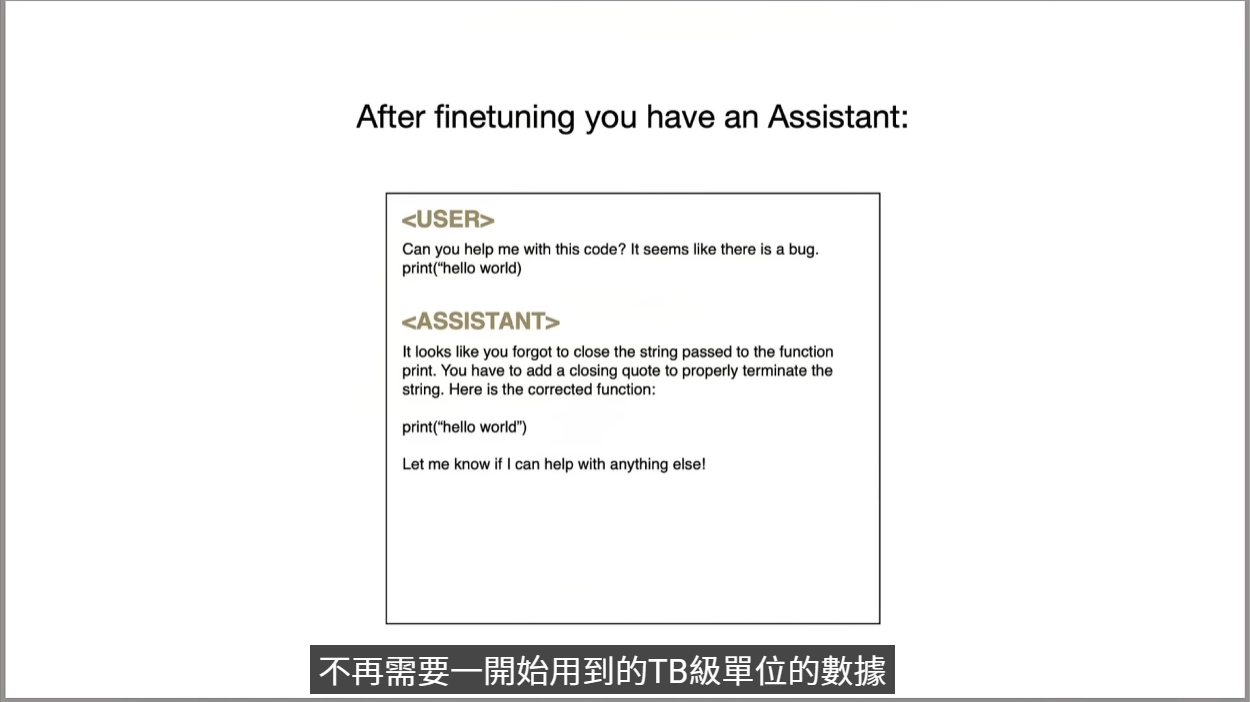 After finetuning you have an Assistant:
<USER>
Can you help me with this code? It seems like there is a bug.
print(“hello world)
<ASSISTANT>
It looks like you forgot to close the string passed to the function
print. You have to add a closing quote to properly terminate the
string. Here is the corrected function:
print(“hello world”)
Let me know if I can help with anything else!
不再需要一開始用到的TB級單位的數據